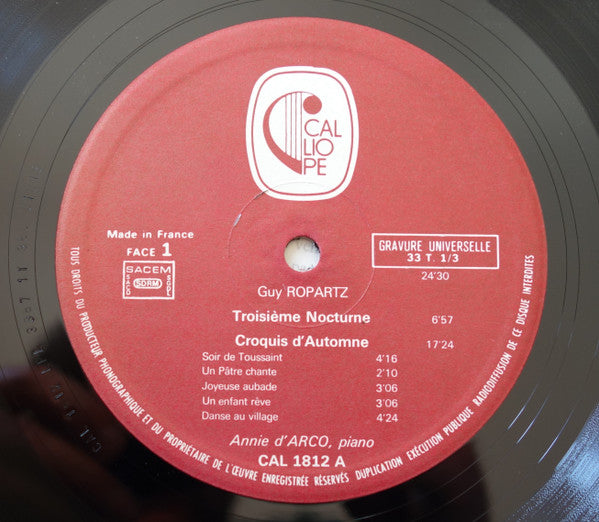 CAL
LIO
PE
Made in France
FACE 1
SACEM
SACD SDRM SGDL
GRAVURE UNIVERSELLE
33 T. 1/3
24'30
Guy ROPARTZ
Troisième Nocturne 6'57
Croquis d'Automne 17'24
Soir de Toussaint 4'16
Un Pâtre chante 2'10
Joyeuse aubade 3'06
Un enfant rêve 3'06
Danse au village 4'24
Annie d'ARCO, piano
CAL 1812 A
TOUS DROITS DU PRODUCTEUR PHONOGRAPHIQUE ET DU PROPRIÉTAIRE DE L'ŒUVRE ENREGISTRÉE RÉSERVÉS DUPLICATION EXÉCUTION PUBLIQUE RADIODIFFUSION DE CE DISQUE INTERDITES